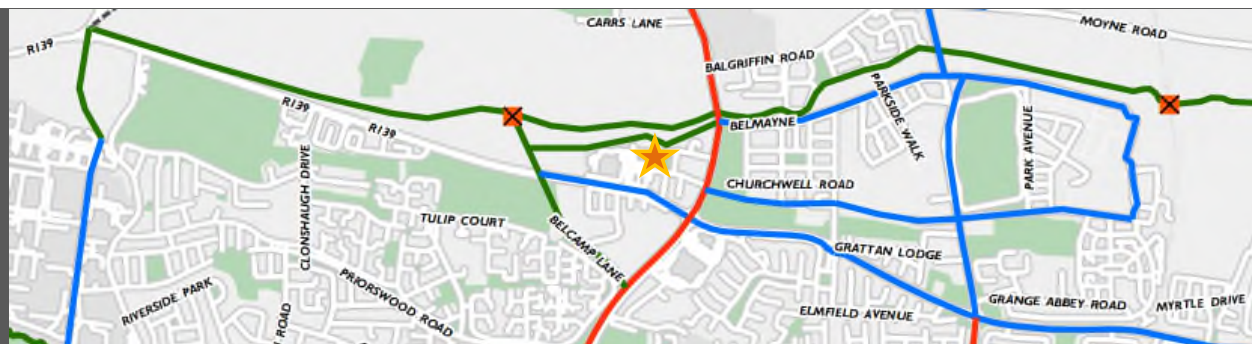 CARRS LANE
MOYNE ROAD
R139
BALGRIFFIN ROAD
PARKSIDE WALK
R139
R139
BELMAYNE
PARK AVENUE
CLONSHAUGH DRIVE
CHURCHWELL ROAD
TULIP COURT
BELCAMP LANE
GRATTAN LODGE
PRIORSWOOD ROAD
RIVERSIDE PARK
GRANGE ABBEY ROAD
MYRTLE DRIVE
ELMFIELD AVENUE
ROAD